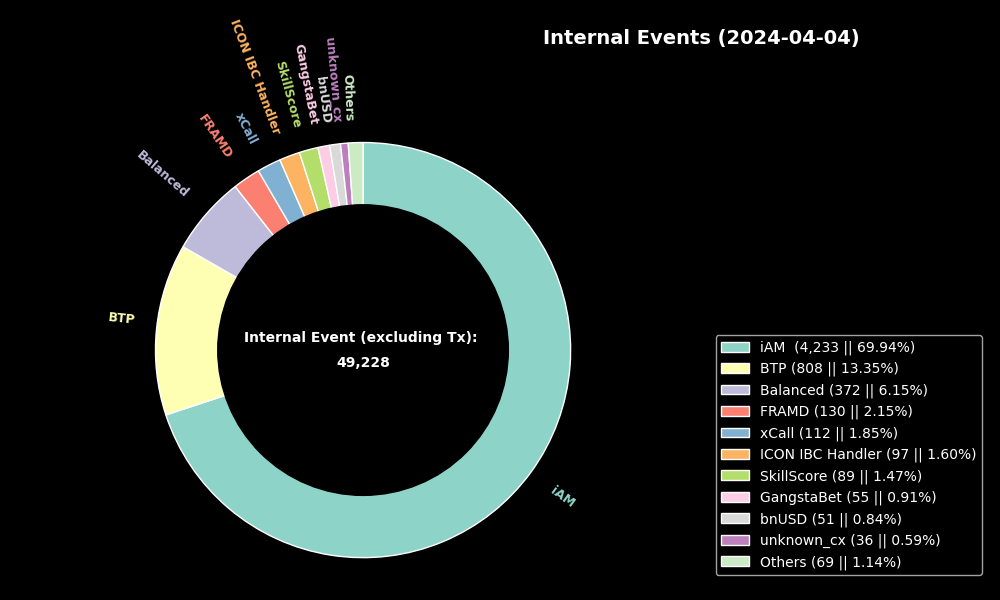 Internal Events (2024-04-04)
ICON IBC Handler
unknown_cx
GangstaBet
SkillScore
bnUSD
Others
xCall
FRAMD
Balanced
BTP
iAM
Internal Event (excluding Tx):
49,228
iAM  (4,233 || 69.94%)
BTP (808 || 13.35%)
Balanced (372 || 6.15%)
FRAMD (130 || 2.15%)
xCall (112 || 1.85%)
ICON IBC Handler (97 || 1.60%)
SkillScore (89 || 1.47%)
GangstaBet (55 || 0.91%)
bnUSD (51 || 0.84%)
unknown_cx (36 || 0.59%)
Others (69 || 1.14%)